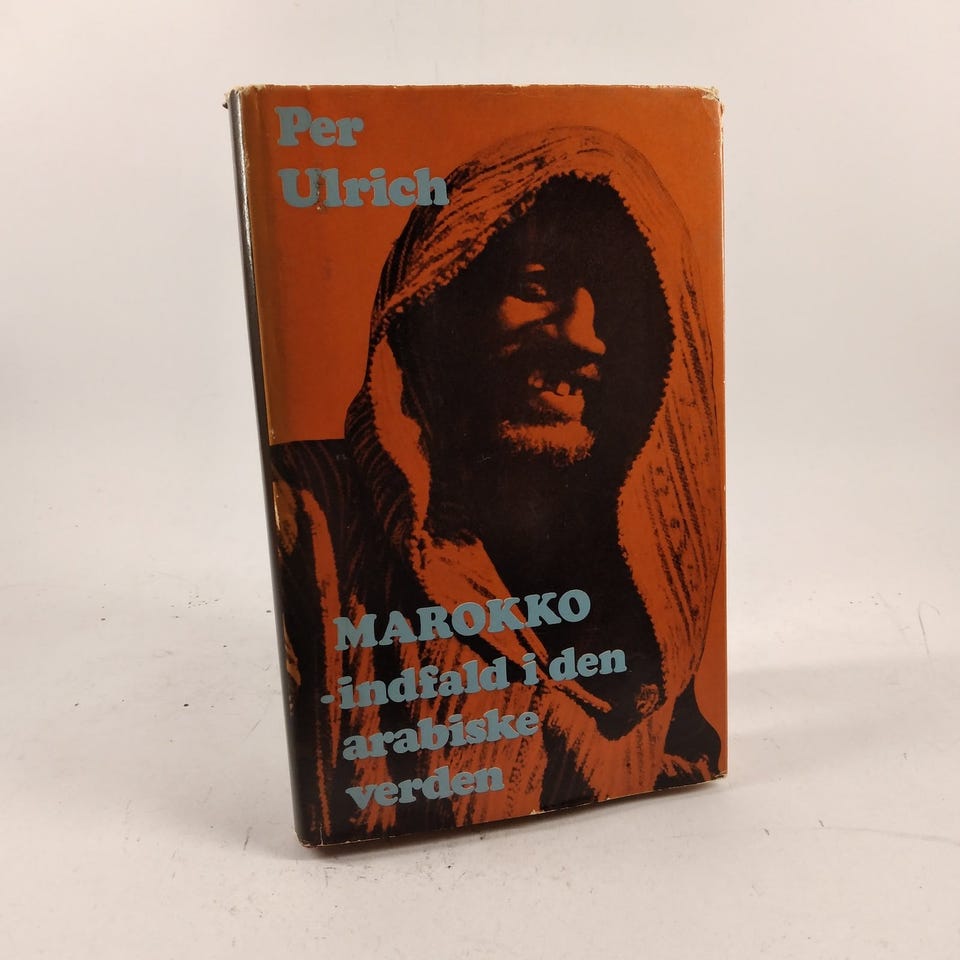 Per
Ulrich
MAROKKO
-indfald i den
arabiske
verden